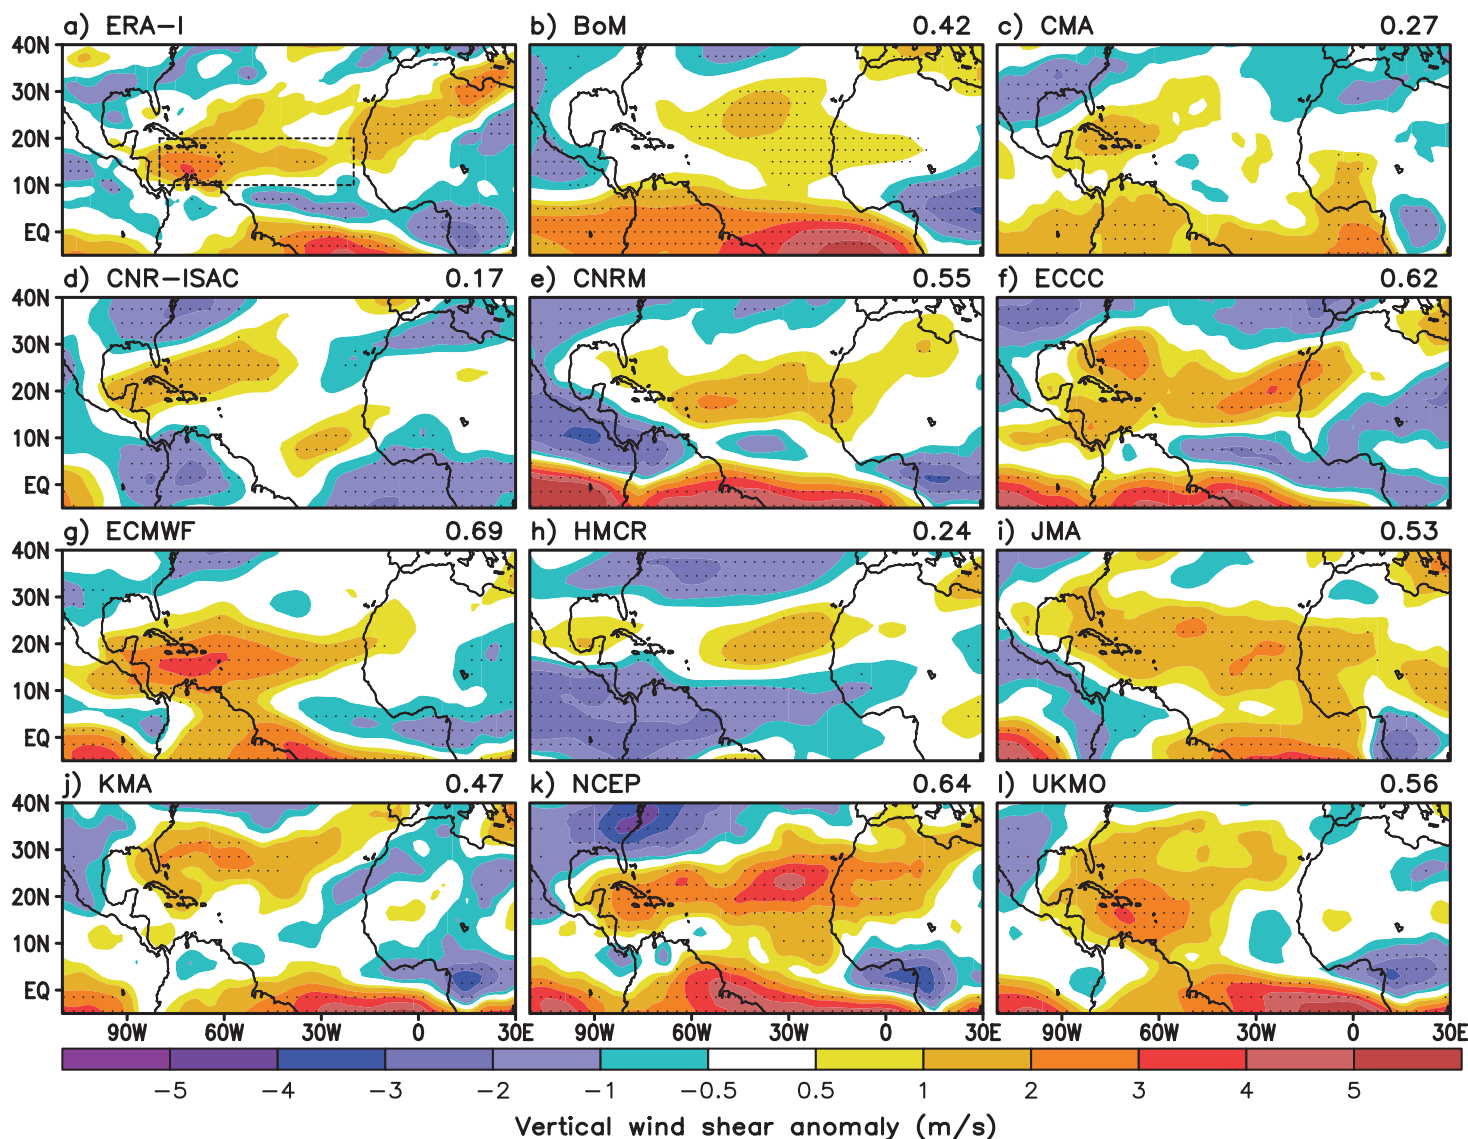 a) ERA-I
b) BoM 0.42
c) CMA 0.27
40N
30N
20N
10N
EQ
d) CNR-ISAC 0.17
e) CNRM 0.55
f) ECCC 0.62
40N
30N
20N
10N
EQ
g) ECMWF 0.69
h) HMCR 0.24
i) JMA 0.53
40N
30N
20N
10N
EQ
j) KMA 0.47
k) NCEP 0.64
l) UKMO 0.56
40N
30N
20N
10N
EQ
90W 60W 30W 0 30E
90W 60W 30W 0 30E
90W 60W 30W 0 30E
-5 -4 -3 -2 -1 -0.5 0.5 1 2 3 4 5
Vertical wind shear anomaly (m/s)